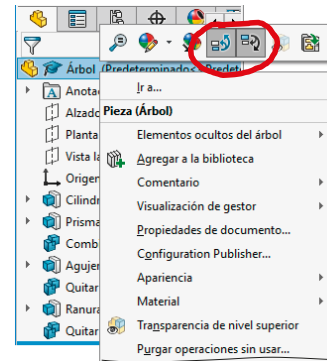 Árbol (Predeterminado<<Predet
Anota
Alzado
Planta
Vista la
Origen
Cilindr
Prisma
Comb
Agujer
Quitar
Ranura
Quitar
Ir a...
Pieza (Árbol)
Elementos ocultos del árbol
Agregar a la biblioteca
Comentario
Visualización de gestor
Propiedades de documento...
Configuration Publisher...
Apariencia
Material
Transparencia de nivel superior
Purgar operaciones sin usar...